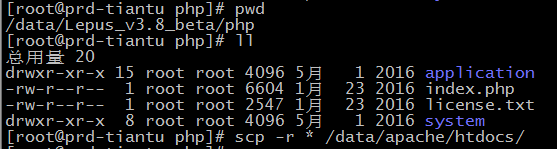 [root@prd-tiantu php]# pwd
/data/Lepus_v3.8_beta/php
[root@prd-tiantu php]# ll
总用量 20
drwxr-xr-x 15 root root 4096 5月   1 2016 application
-rw-r--r--  1 root root 6604 1月  23 2016 index.php
-rw-r--r--  1 root root 2547 1月  23 2016 license.txt
drwxr-xr-x  8 root root 4096 5月   1 2016 system
[root@prd-tiantu php]# scp -r * /data/apache/htdocs/